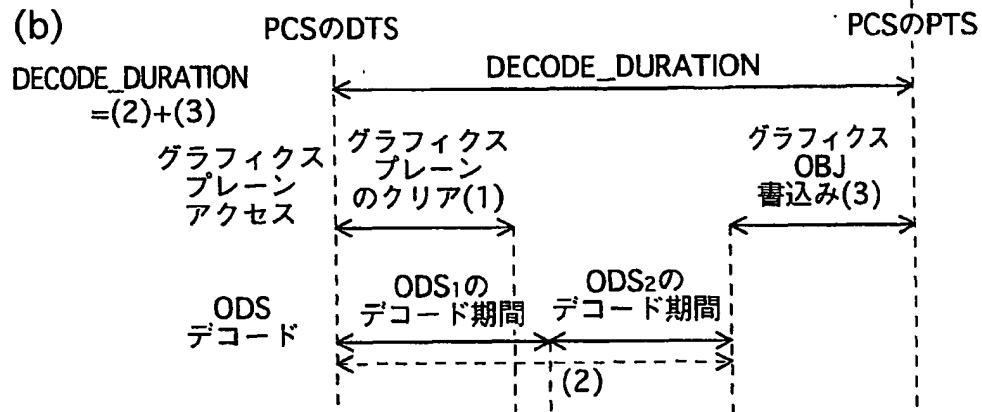 (b)
PCSのDTS
PCSのPTS
DECODE_DURATION
=(2)+(3)
DECODE_DURATION
グラフィクス
プレーン
アクセス
グラフィクス
プレーン
のクリア(1)
グラフィクス
OBJ
書込み(3)
ODS
デコード
ODS1の
デコード期間
ODS2の
デコード期間
(2)